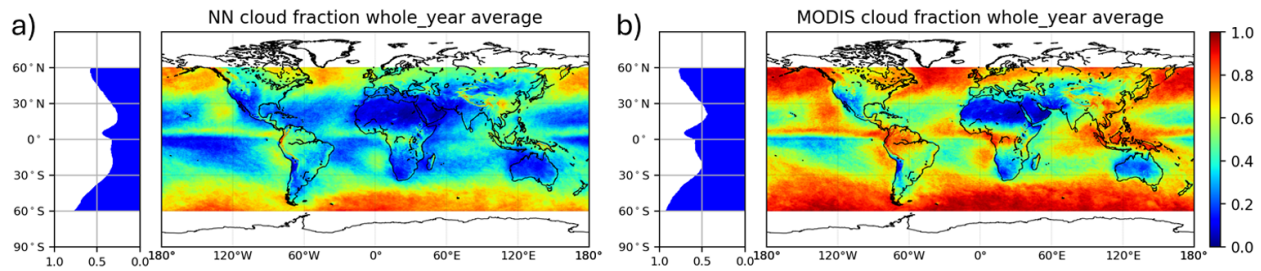 a)
NN cloud fraction whole_year average
60°N
30°N
0°
30°S
60°S
90°S
1.0 0.5 0.0
180° 120°W 60°W 0° 60°E 120°E 180°
b)
MODIS cloud fraction whole_year average
60°N
30°N
0°
30°S
60°S
90°S
1.0 0.5 0.0
180° 120°W 60°W 0° 60°E 120°E 180°
1.0
0.8
0.6
0.4
0.2
0.0